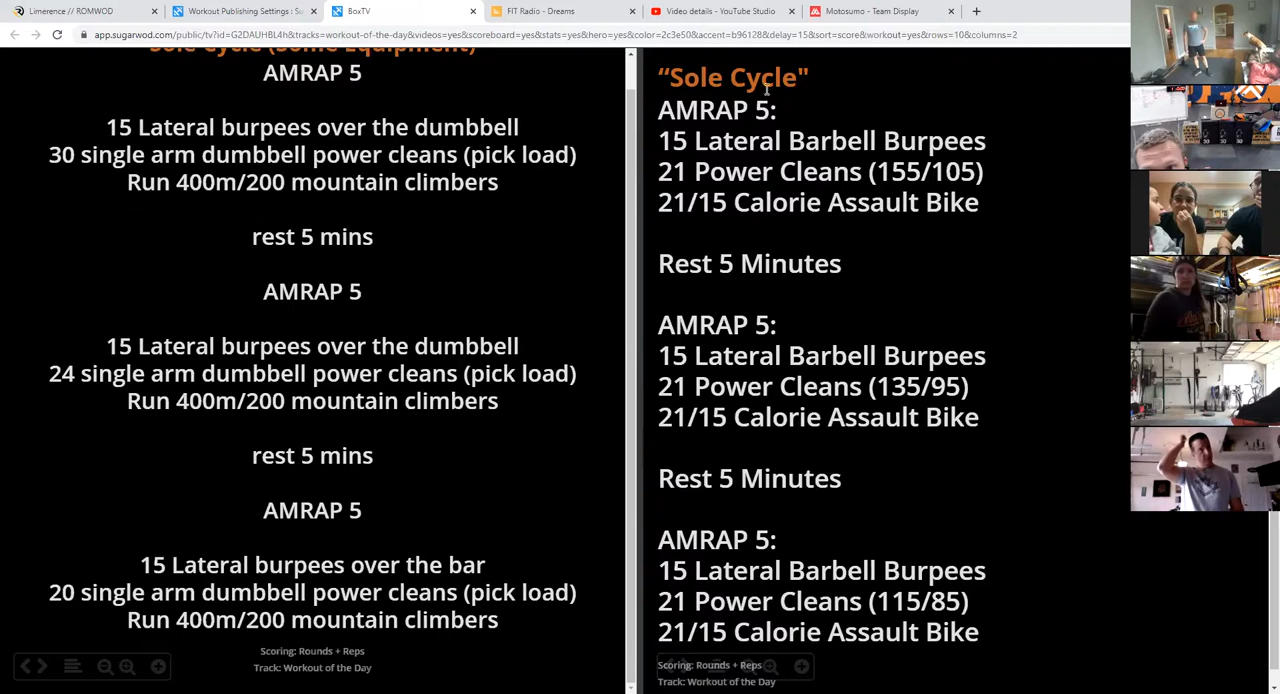 Limerence // ROMWOD
Workout Publishing Settings : Su
BoxTV
FIT Radio - Dreams
Video details - YouTube Studio
Motosumo - Team Display
app.sugarwod.com/public/tv?id=G2DAUHBL4h&tracks=workout-of-the-day&videos=yes&scoreboard=yes&stats=yes&hero=yes&color=2c3e50&accent=b96128&delay=15&sort=score&workout=yes&rows=10&columns=2
Sole Cycle (Some Equipment)
AMRAP 5
15 Lateral burpees over the dumbbell
30 single arm dumbbell power cleans (pick load)
Run 400m/200 mountain climbers
rest 5 mins
AMRAP 5
15 Lateral burpees over the dumbbell
24 single arm dumbbell power cleans (pick load)
Run 400m/200 mountain climbers
rest 5 mins
AMRAP 5
15 Lateral burpees over the bar
20 single arm dumbbell power cleans (pick load)
Run 400m/200 mountain climbers
Scoring: Rounds + Reps
Track: Workout of the Day
“Sole Cycle"
AMRAP 5:
15 Lateral Barbell Burpees
21 Power Cleans (155/105)
21/15 Calorie Assault Bike
Rest 5 Minutes
AMRAP 5:
15 Lateral Barbell Burpees
21 Power Cleans (135/95)
21/15 Calorie Assault Bike
Rest 5 Minutes
AMRAP 5:
15 Lateral Barbell Burpees
21 Power Cleans (115/85)
21/15 Calorie Assault Bike
Scoring: Rounds + Reps
Track: Workout of the Day